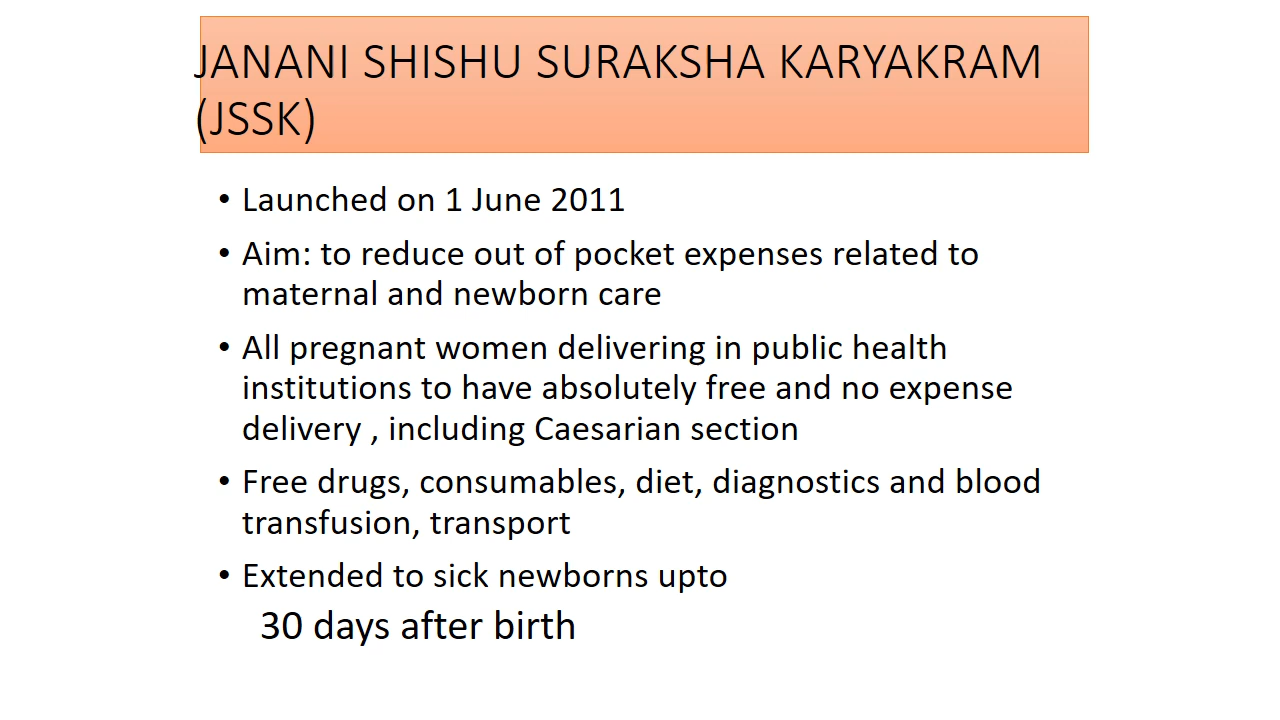 JANANI SHISHU SURAKSHA KARYAKRAM
(JSSK)
• Launched on 1 June 2011
• Aim: to reduce out of pocket expenses related to
maternal and newborn care
• All pregnant women delivering in public health
institutions to have absolutely free and no expense
delivery , including Caesarian section
• Free drugs, consumables, diet, diagnostics and blood
transfusion, transport
• Extended to sick newborns upto
30 days after birth